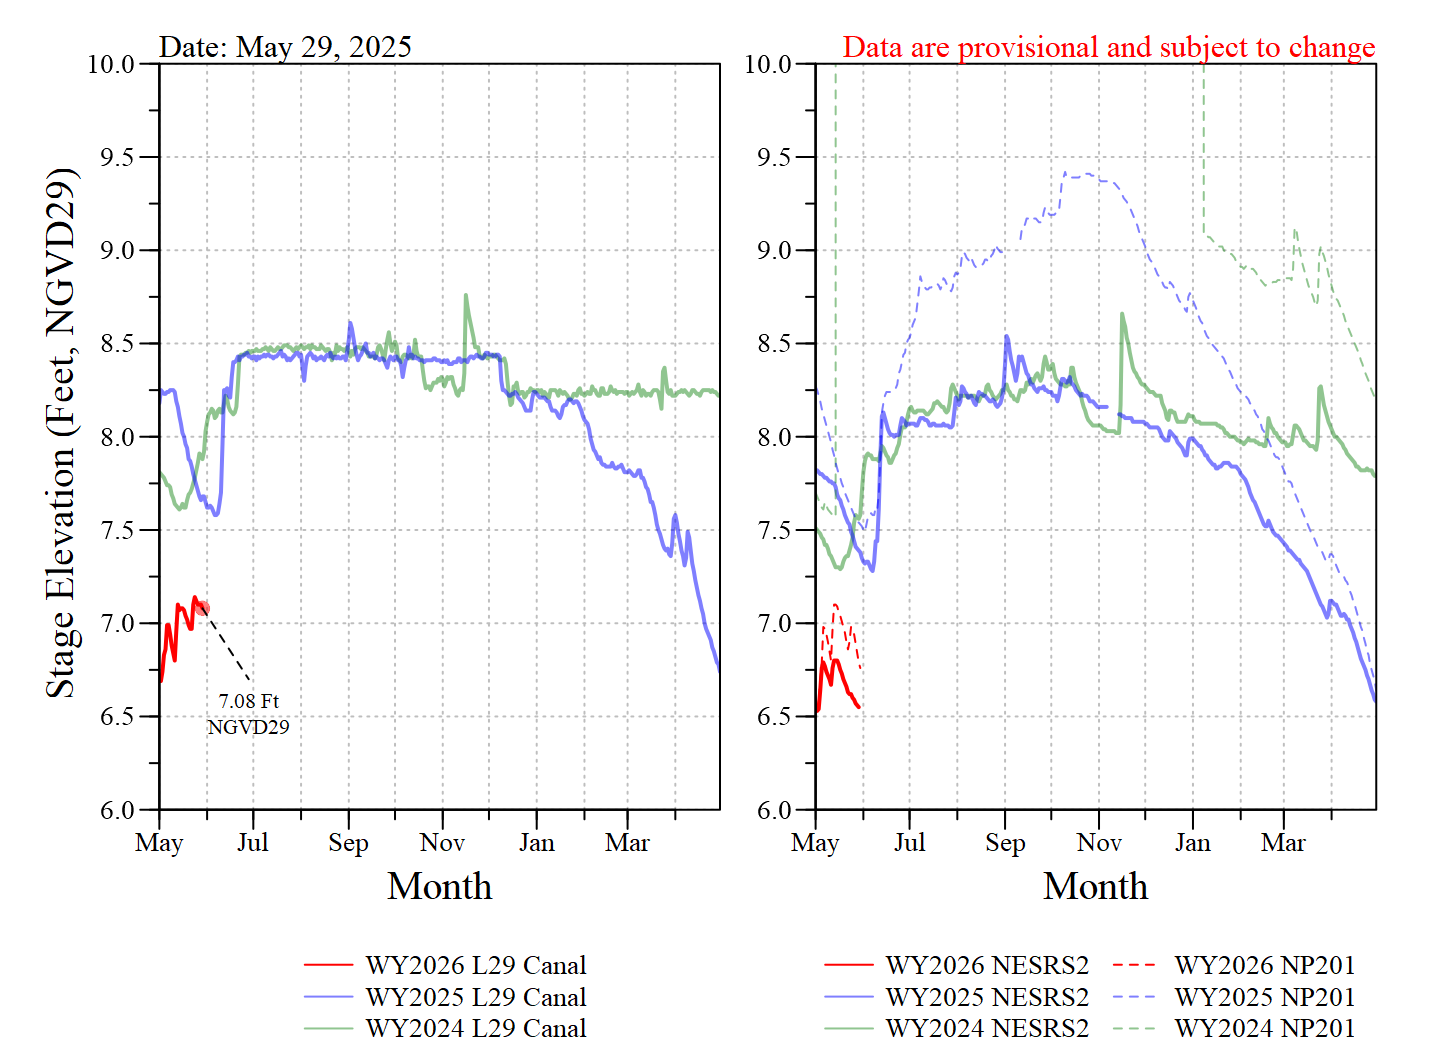 Date: May 29, 2025
Data are provisional and subject to change
Stage Elevation (Feet, NGVD29)
10.0
9.5
9.0
8.5
8.0
7.5
7.0
6.5
6.0
7.08 Ft
NGVD29
May Jul Sep Nov Jan Mar
Month
10.0
9.5
9.0
8.5
8.0
7.5
7.0
6.5
6.0
May Jul Sep Nov Jan Mar
Month
WY2026 L29 Canal
WY2025 L29 Canal
WY2024 L29 Canal
WY2026 NESRS2 WY2026 NP201
WY2025 NESRS2 WY2025 NP201
WY2024 NESRS2 WY2024 NP201